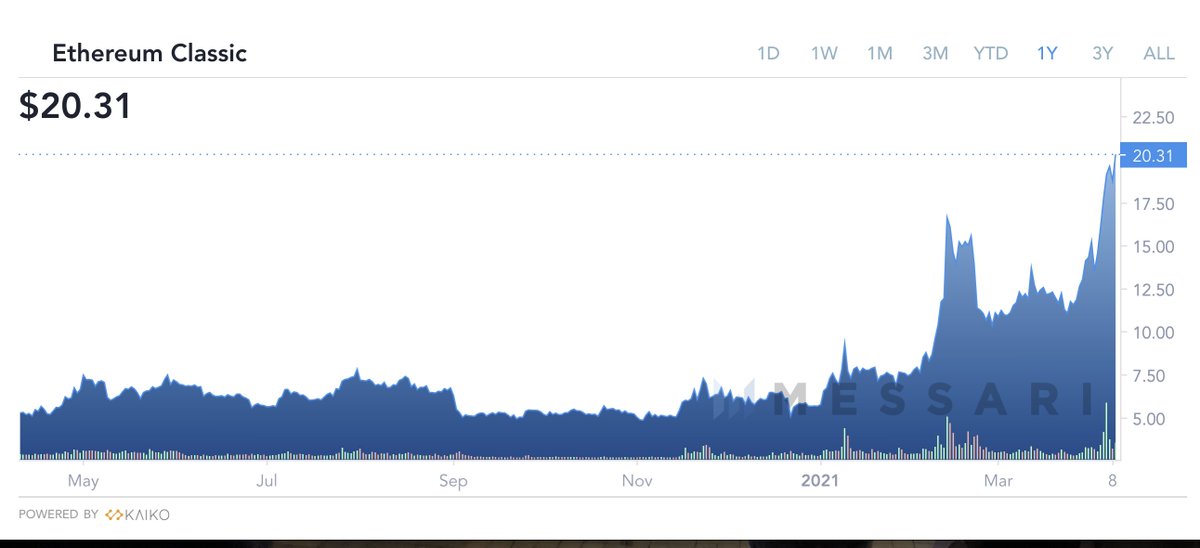 Ethereum Classic 1D 1W 1M 3M YTD 1Y 3Y ALL
$20.31
22.50
20.31
17.50
15.00
12.50
10.00
7.50
MESSARI
5.00
May Jul Sep Nov 2021 Mar 8
POWERED BY KAIKO